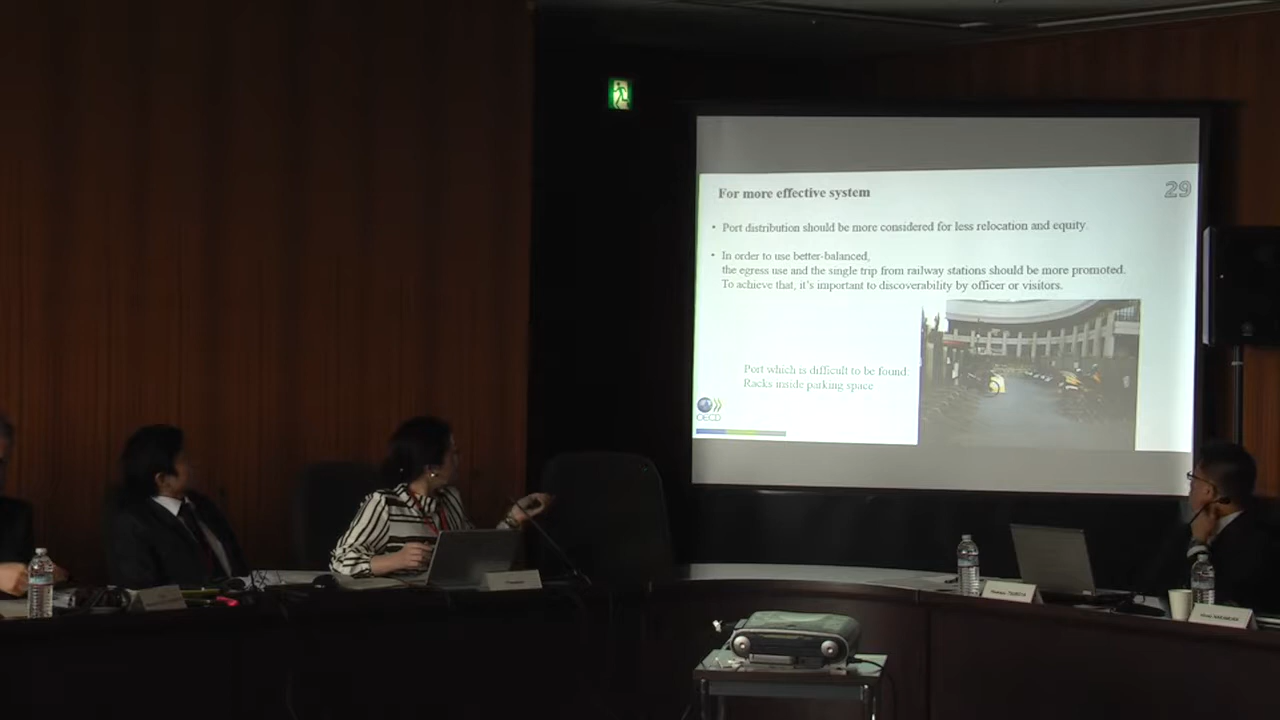 For more effective system
29
• Port distribution should be more considered for less relocation and equity.
• In order to use better-balanced,
the egress use and the single trip from railway stations should be more promoted.
To achieve that, it's important to discoverability by officer or visitors.
Port which is difficult to be found:
Racks inside parking space
OECD